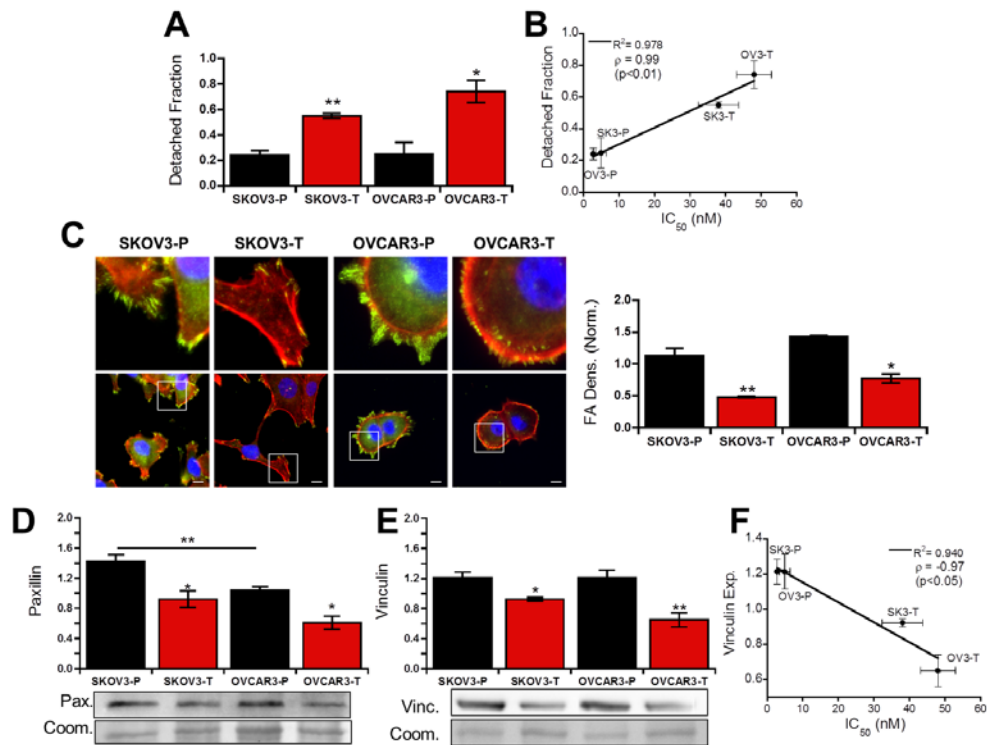 A
Detached Fraction
1.0
0.8
0.6
0.4
0.2
0.0
**
*
SKOV3-P SKOV3-T OVCAR3-P OVCAR3-T
B
Detached Fraction
1.0
0.8
0.6
0.4
0.2
0.0
R²= 0.978
ρ = 0.99
(p<0.01)
OV3-T
SK3-T
SK3-P
OV3-P
0 10 20 30 40 50 60
IC₅₀ (nM)
C
SKOV3-P SKOV3-T OVCAR3-P OVCAR3-T
FA Dens. (Norm.)
2.0
1.5
1.0
0.5
0.0
**
*
SKOV3-P SKOV3-T OVCAR3-P OVCAR3-T
D
Paxillin
2.0
1.6
1.2
0.8
0.4
0.0
**
*
*
SKOV3-P SKOV3-T OVCAR3-P OVCAR3-T
Pax.
Coom.
E
Vinculin
2.0
1.6
1.2
0.8
0.4
0.0
*
**
SKOV3-P SKOV3-T OVCAR3-P OVCAR3-T
Vinc.
Coom.
F
Vinculin Exp.
1.4
1.2
1.0
0.8
0.6
SK3-P
OV3-P
R²= 0.940
ρ = -0.97
(p<0.05)
SK3-T
OV3-T
0 10 20 30 40 50 60
IC₅₀ (nM)